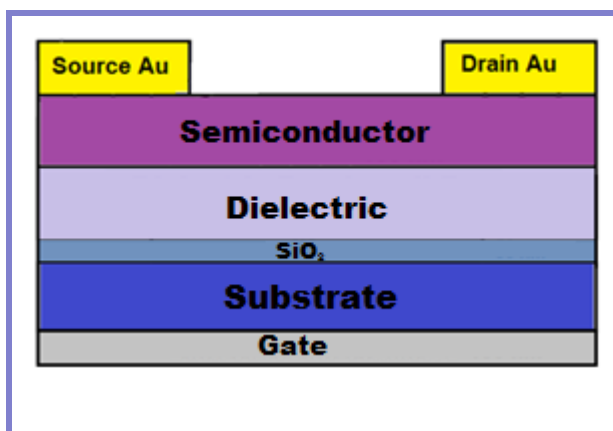 Source Au
Drain Au
Semiconductor
Dielectric
SiO₂
Substrate
Gate